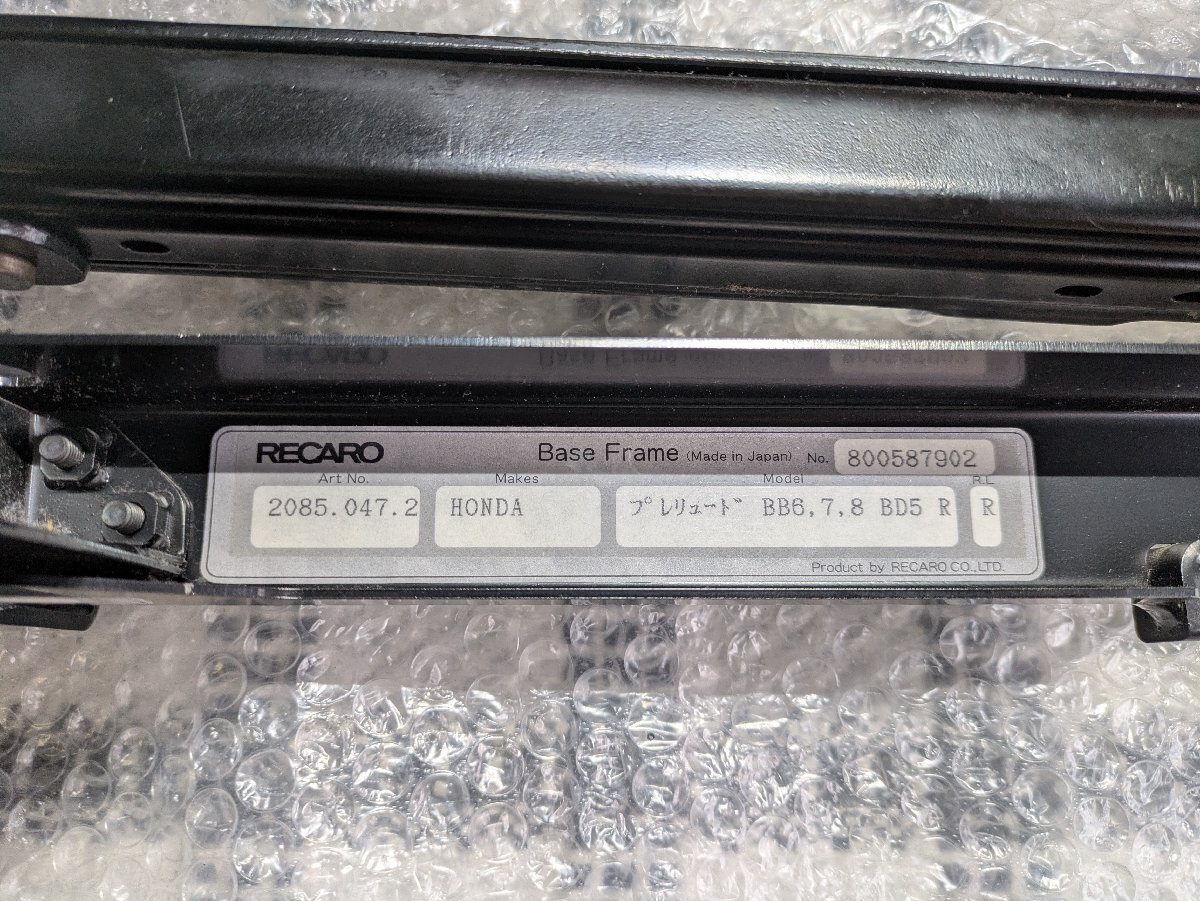 RECARO Base Frame (Made in Japan) No. 800587902
Art No. Makes Model R.L
2085.047.2 HONDA プレリュード BB6,7,8 BD5 R R
Product by RECARO CO.,LTD.